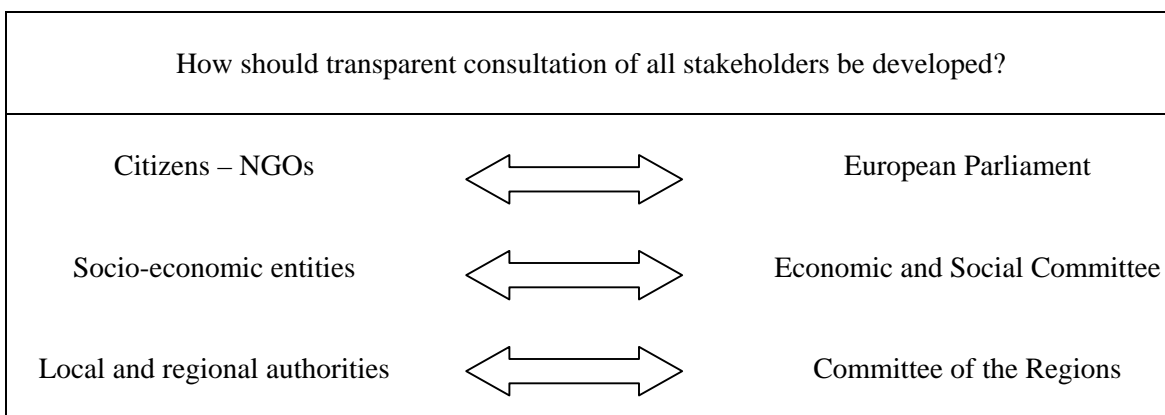 How should transparent consultation of all stakeholders be developed?
Citizens – NGOs European Parliament
Socio-economic entities Economic and Social Committee
Local and regional authorities Committee of the Regions